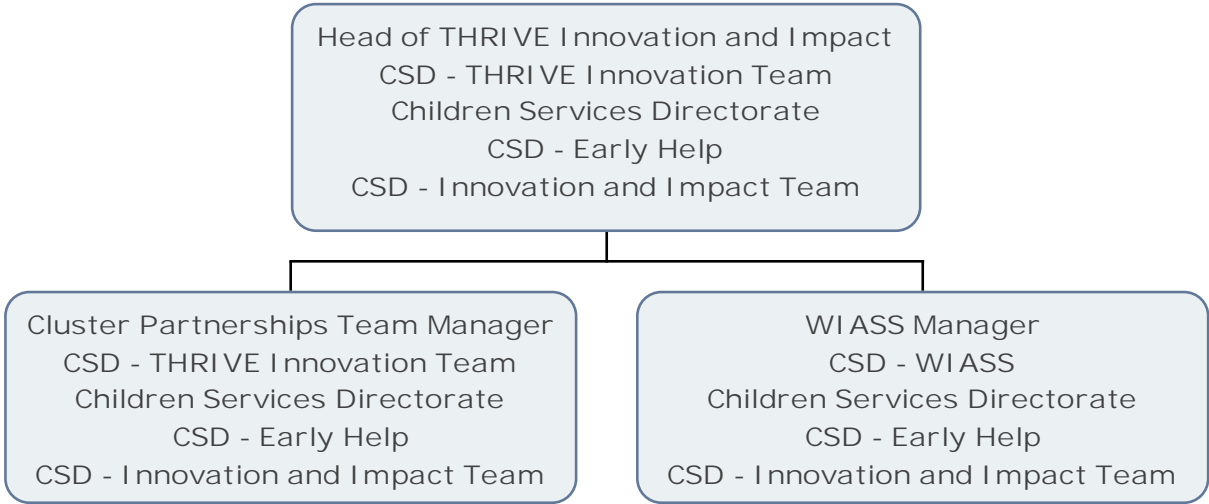 Head of THRIVE Innovation and Impact
CSD - THRIVE Innovation Team
Children Services Directorate
CSD - Early Help
CSD - Innovation and Impact Team
Cluster Partnerships Team Manager
CSD - THRIVE Innovation Team
Children Services Directorate
CSD - Early Help
CSD - Innovation and Impact Team
WIASS Manager
CSD - WIASS
Children Services Directorate
CSD - Early Help
CSD - Innovation and Impact Team